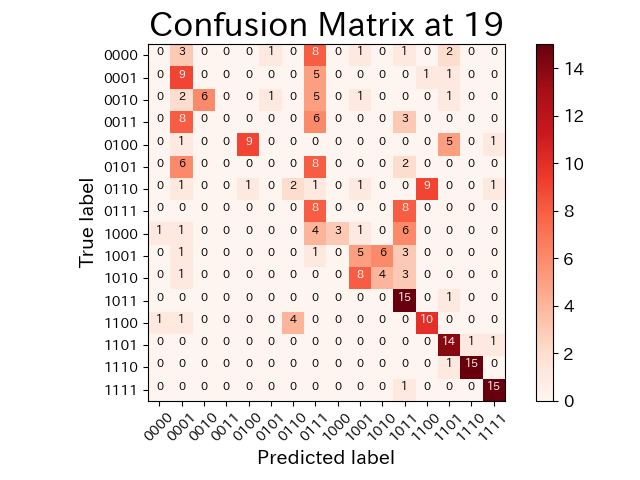 Confusion Matrix at 19
0000 0 3 0 0 0 1 0 8 0 1 0 1 0 2 0 0
0001 0 9 0 0 0 0 0 5 0 0 0 0 1 1 0 0
0010 0 2 6 0 0 1 0 5 0 1 0 0 0 1 0 0
0011 0 8 0 0 0 0 0 6 0 0 0 3 0 0 0 0
0100 0 1 0 0 9 0 0 0 0 0 0 0 0 5 0 1
0101 0 6 0 0 0 0 0 8 0 0 0 2 0 0 0 0
0110 0 1 0 0 1 0 2 1 0 1 0 0 9 0 0 1
0111 0 0 0 0 0 0 0 8 0 0 0 8 0 0 0 0
1000 1 1 0 0 0 0 0 4 3 1 0 6 0 0 0 0
1001 0 1 0 0 0 0 0 1 0 5 6 3 0 0 0 0
1010 0 1 0 0 0 0 0 0 0 8 4 3 0 0 0 0
1011 0 0 0 0 0 0 0 0 0 0 0 15 0 1 0 0
1100 1 1 0 0 0 0 4 0 0 0 0 0 10 0 0 0
1101 0 0 0 0 0 0 0 0 0 0 0 0 0 14 1 1
1110 0 0 0 0 0 0 0 0 0 0 0 0 0 1 15 0
1111 0 0 0 0 0 0 0 0 0 0 0 1 0 0 0 15
0000 0001 0010 0011 0100 0101 0110 0111 1000 1001 1010 1011 1100 1101 1110 1111
True label
Predicted label
14
12
10
8
6
4
2
0